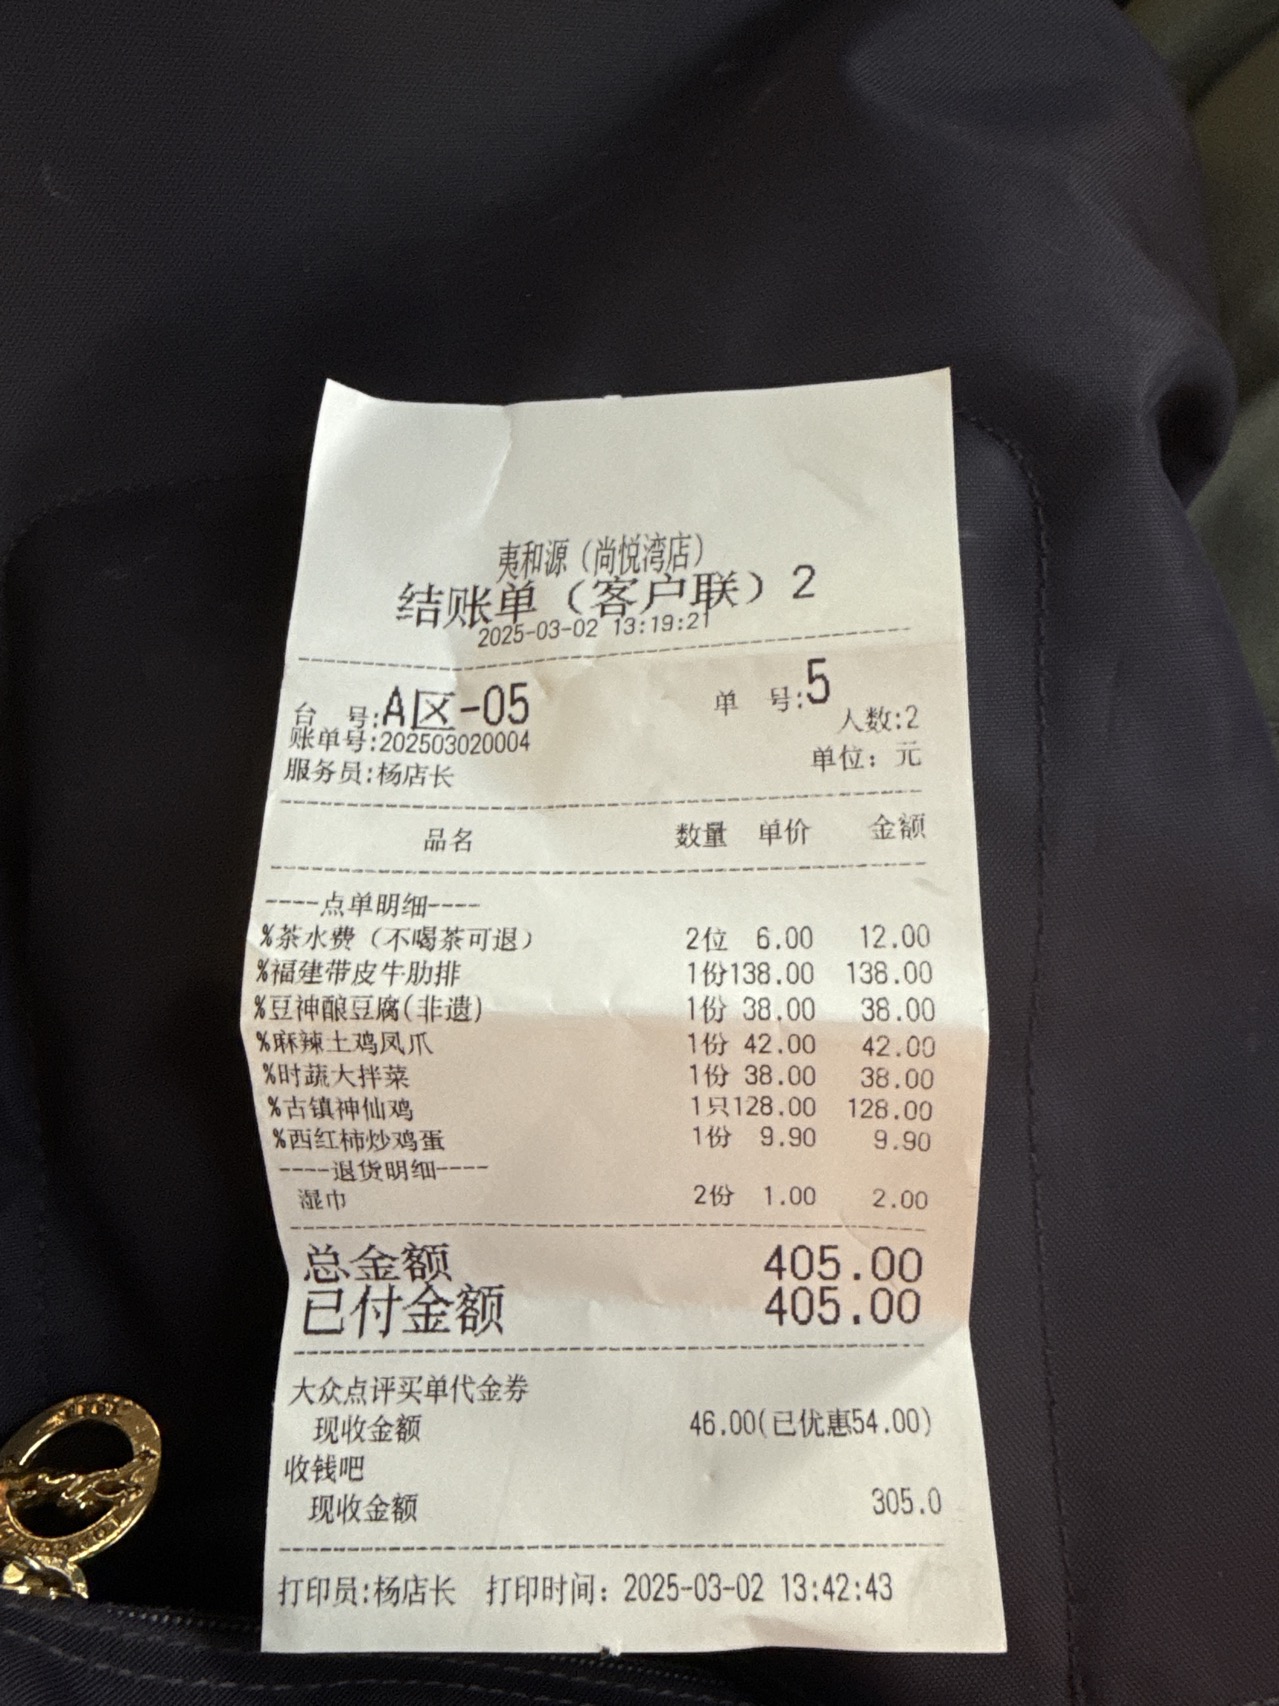 夷和源（尚悦湾店）
结账单（客户联）2
2025-03-02 13:19:21
台 号:A区-05 单 号:5
账单号:202503020004 人数:2
服务员:杨店长 单位：元
品名 数量 单价 金额
----点单明细----
%茶水费（不喝茶可退） 2位 6.00 12.00
%福建带皮牛肋排 1份138.00 138.00
%豆神酿豆腐(非遗) 1份 38.00 38.00
%麻辣土鸡凤爪 1份 42.00 42.00
%时蔬大拌菜 1份 38.00 38.00
%古镇神仙鸡 1只128.00 128.00
%西红柿炒鸡蛋 1份 9.90 9.90
----退货明细----
湿巾 2份 1.00 2.00
总金额 405.00
已付金额 405.00
大众点评买单代金券
现收金额 46.00(已优惠54.00)
收钱吧
现收金额 305.0
打印员:杨店长 打印时间：2025-03-02 13:42:43